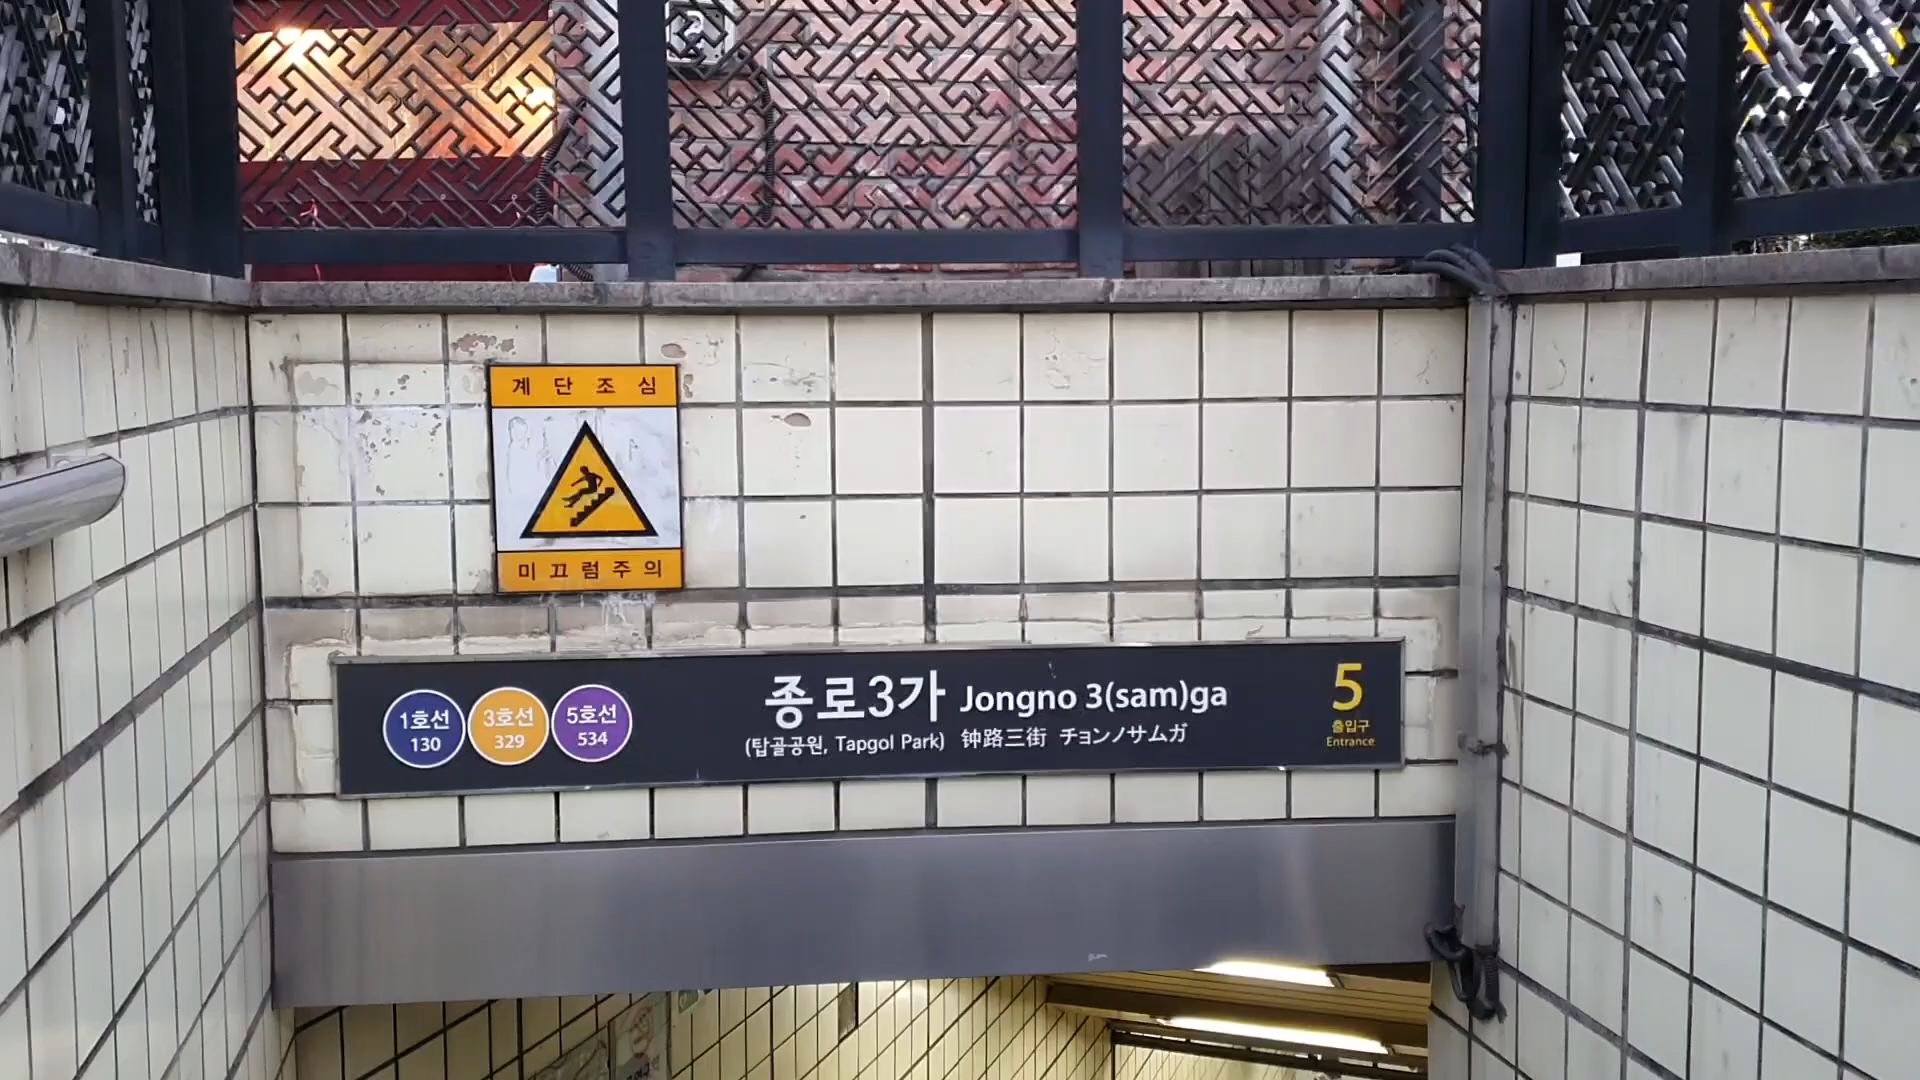 계단조심
미끄럼주의
1호선 130
3호선 329
5호선 534
종로3가 Jongno 3(sam)ga
(탑골공원, Tapgol Park) 钟路三街 チョンノサムガ
5
출입구
Entrance